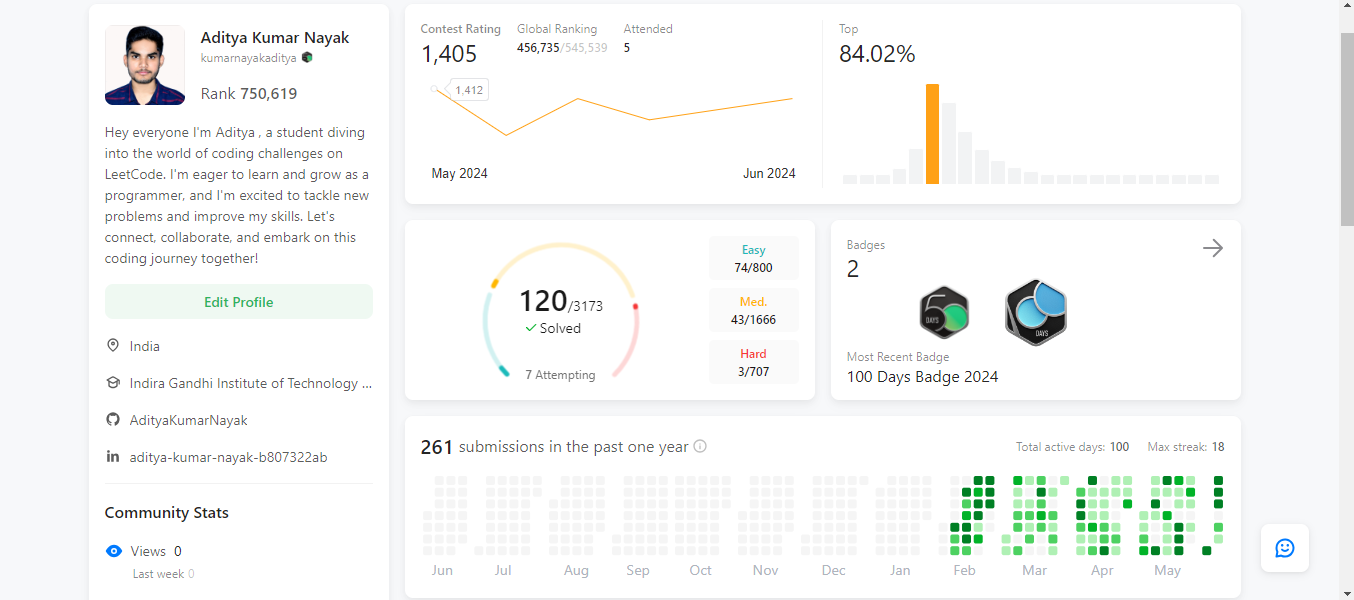 Aditya Kumar Nayak
kumarnayakaditya
Rank 750,619
Hey everyone I'm Aditya , a student diving
into the world of coding challenges on
LeetCode. I'm eager to learn and grow as a
programmer, and I'm excited to tackle new
problems and improve my skills. Let's
connect, collaborate, and embark on this
coding journey together!
Edit Profile
India
Indira Gandhi Institute of Technology ...
AdityaKumarNayak
aditya-kumar-nayak-b807322ab
Community Stats
Views 0
Last week 0
Contest Rating
1,405
Global Ranking
456,735/545,539
Attended
5
1,412
May 2024
Jun 2024
Top
84.02%
120/3173
Solved
7 Attempting
Easy
74/800
Med.
43/1666
Hard
3/707
Badges
2
50
DAYS
DAYS
Most Recent Badge
100 Days Badge 2024
261 submissions in the past one year
Total active days: 100
Max streak: 18
Jun Jul Aug Sep Oct Nov Dec Jan Feb Mar Apr May